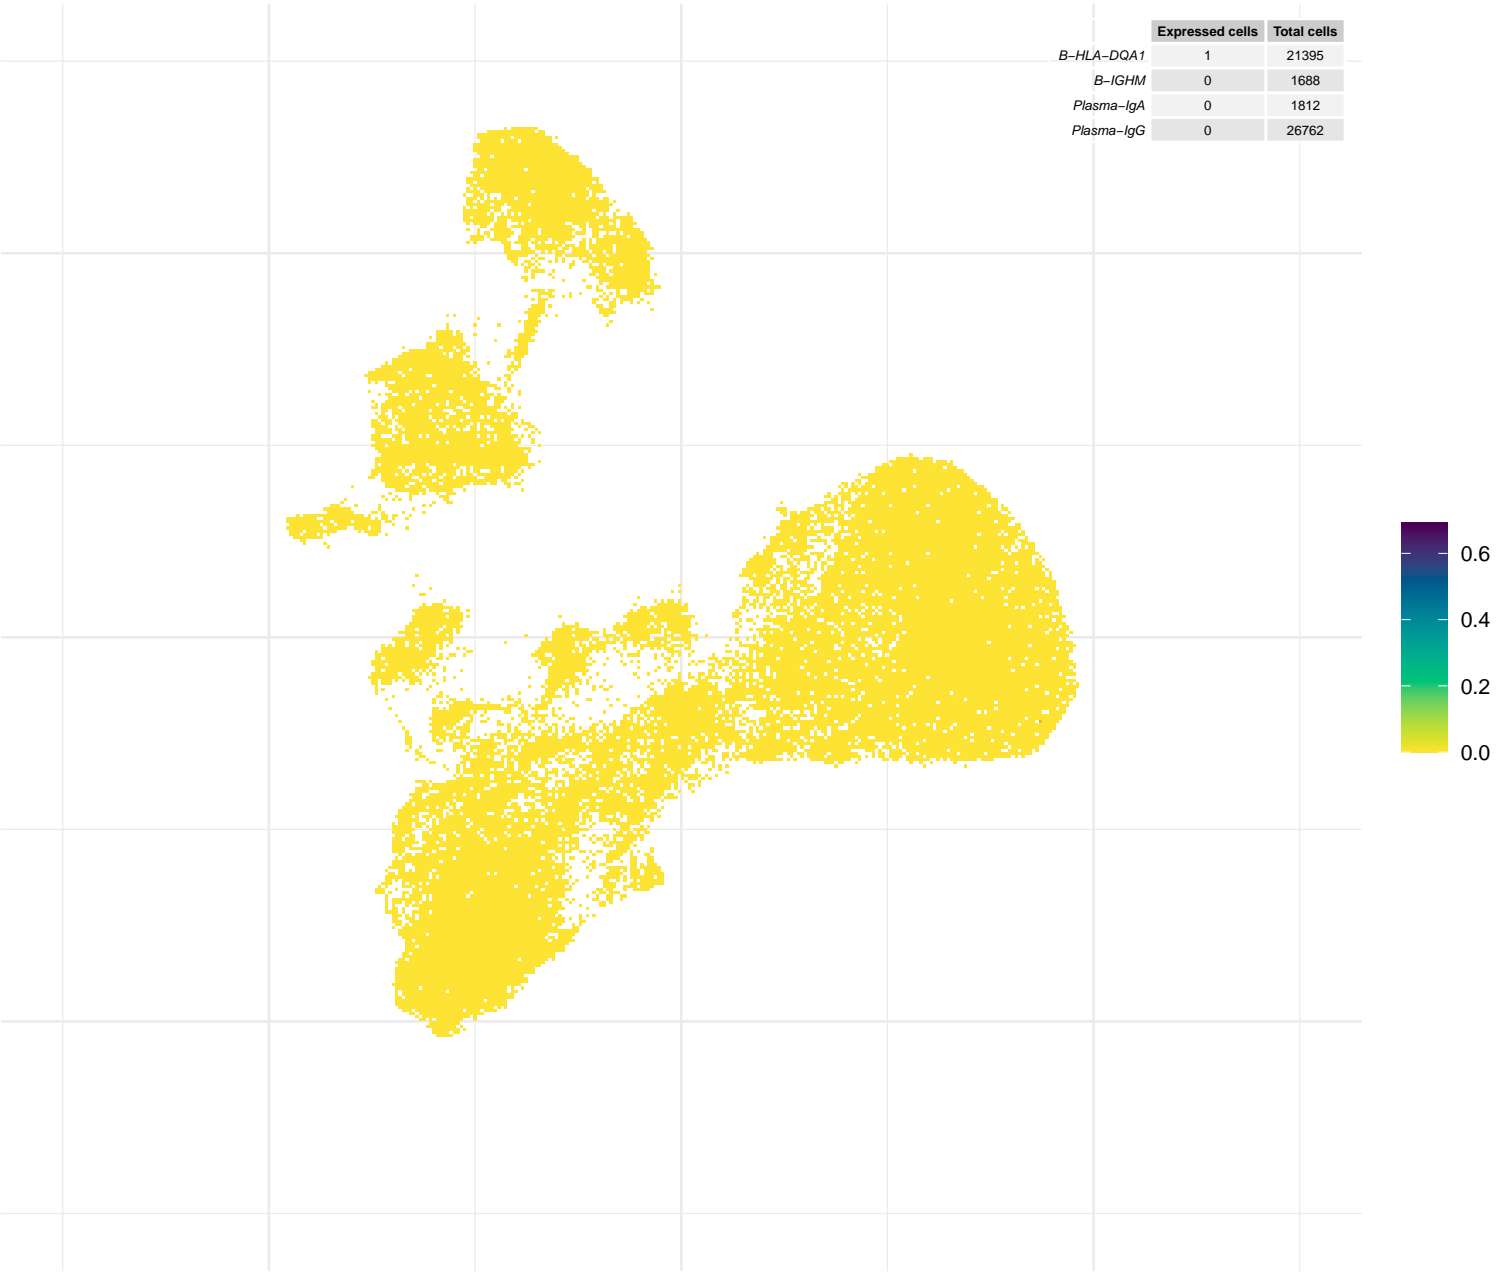 Expressed cells Total cells
B−HLA−DQA1 1 21395
B−IGHM 0 1688
Plasma−IgA 0 1812
Plasma−IgG 0 26762
0.6
0.4
0.2
0.0